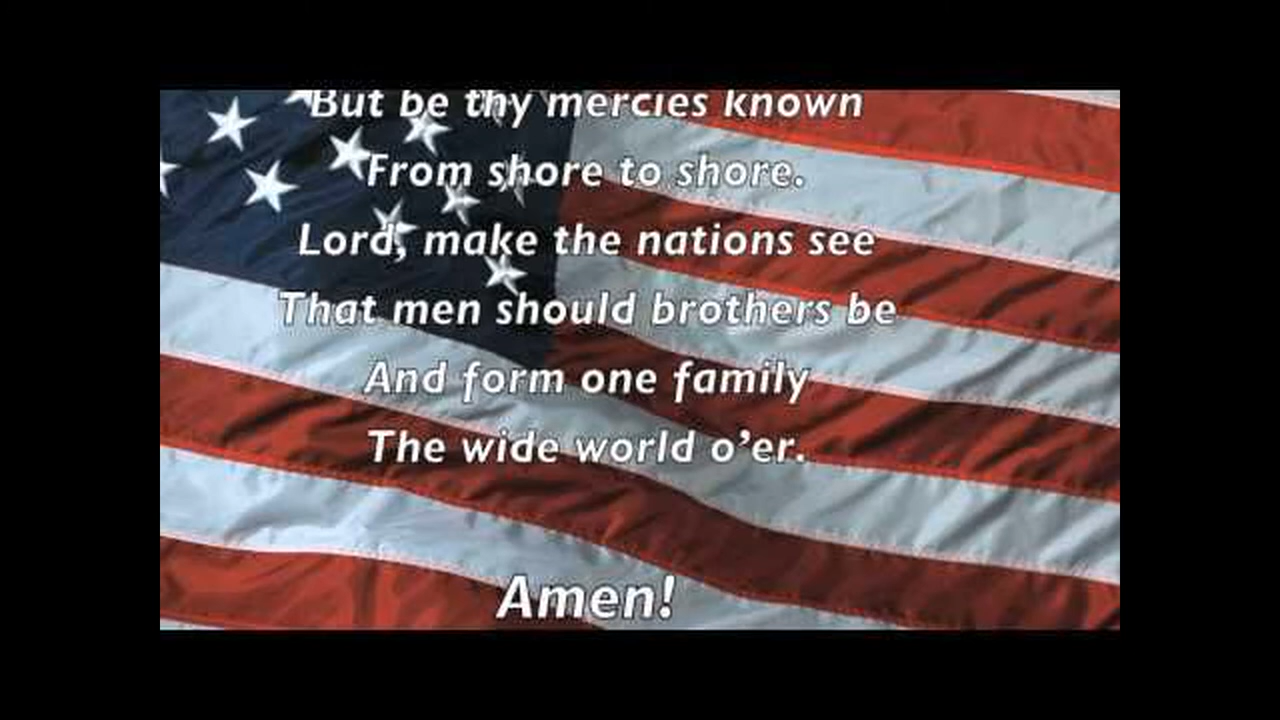 But be thy mercies known
From shore to shore.
Lord, make the nations see
That men should brothers be
And form one family
The wide world o’er.
Amen!